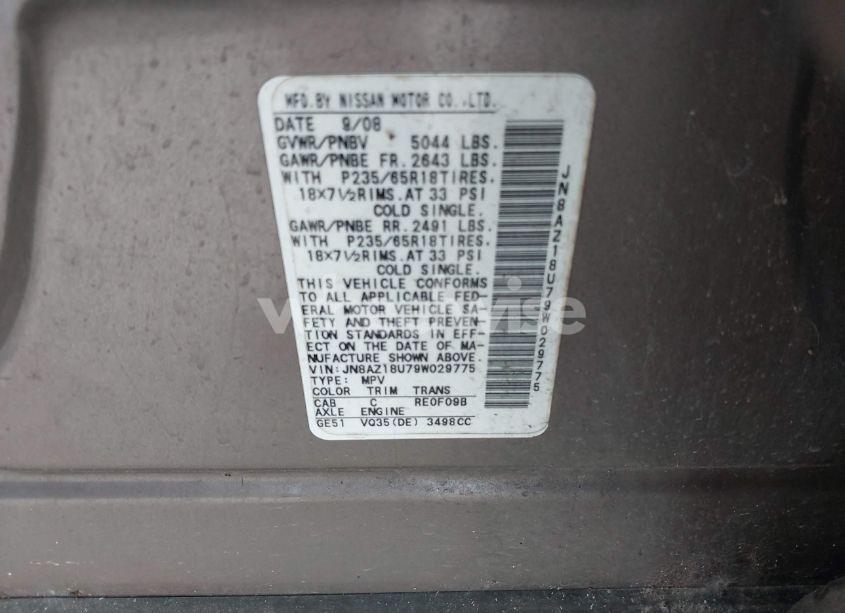 MFD.BY NISSAN MOTOR CO.,LTD.
DATE 9/08
GVWR/PNBV 5044 LBS.
GAWR/PNBE FR. 2643 LBS.
WITH P235/65R18TIRES.
18×7½RIMS.AT 33 PSI
COLD SINGLE.
GAWR/PNBE RR. 2491 LBS.
WITH P235/65R18TIRES.
18×7½RIMS.AT 33 PSI
COLD SINGLE.
THIS VEHICLE CONFORMS
TO ALL APPLICABLE FED-
ERAL MOTOR VEHICLE SA-
FETY AND THEFT PREVEN-
TION STANDARDS IN EFF-
ECT ON THE DATE OF MA-
NUFACTURE SHOWN ABOVE.
VIN:JN8AZ18U79W029775
TYPE: MPV
COLOR TRIM TRANS
CAB C RE0F09B
AXLE ENGINE
GE51 VQ35(DE) 3498CC
JN8AZ18U79W029775